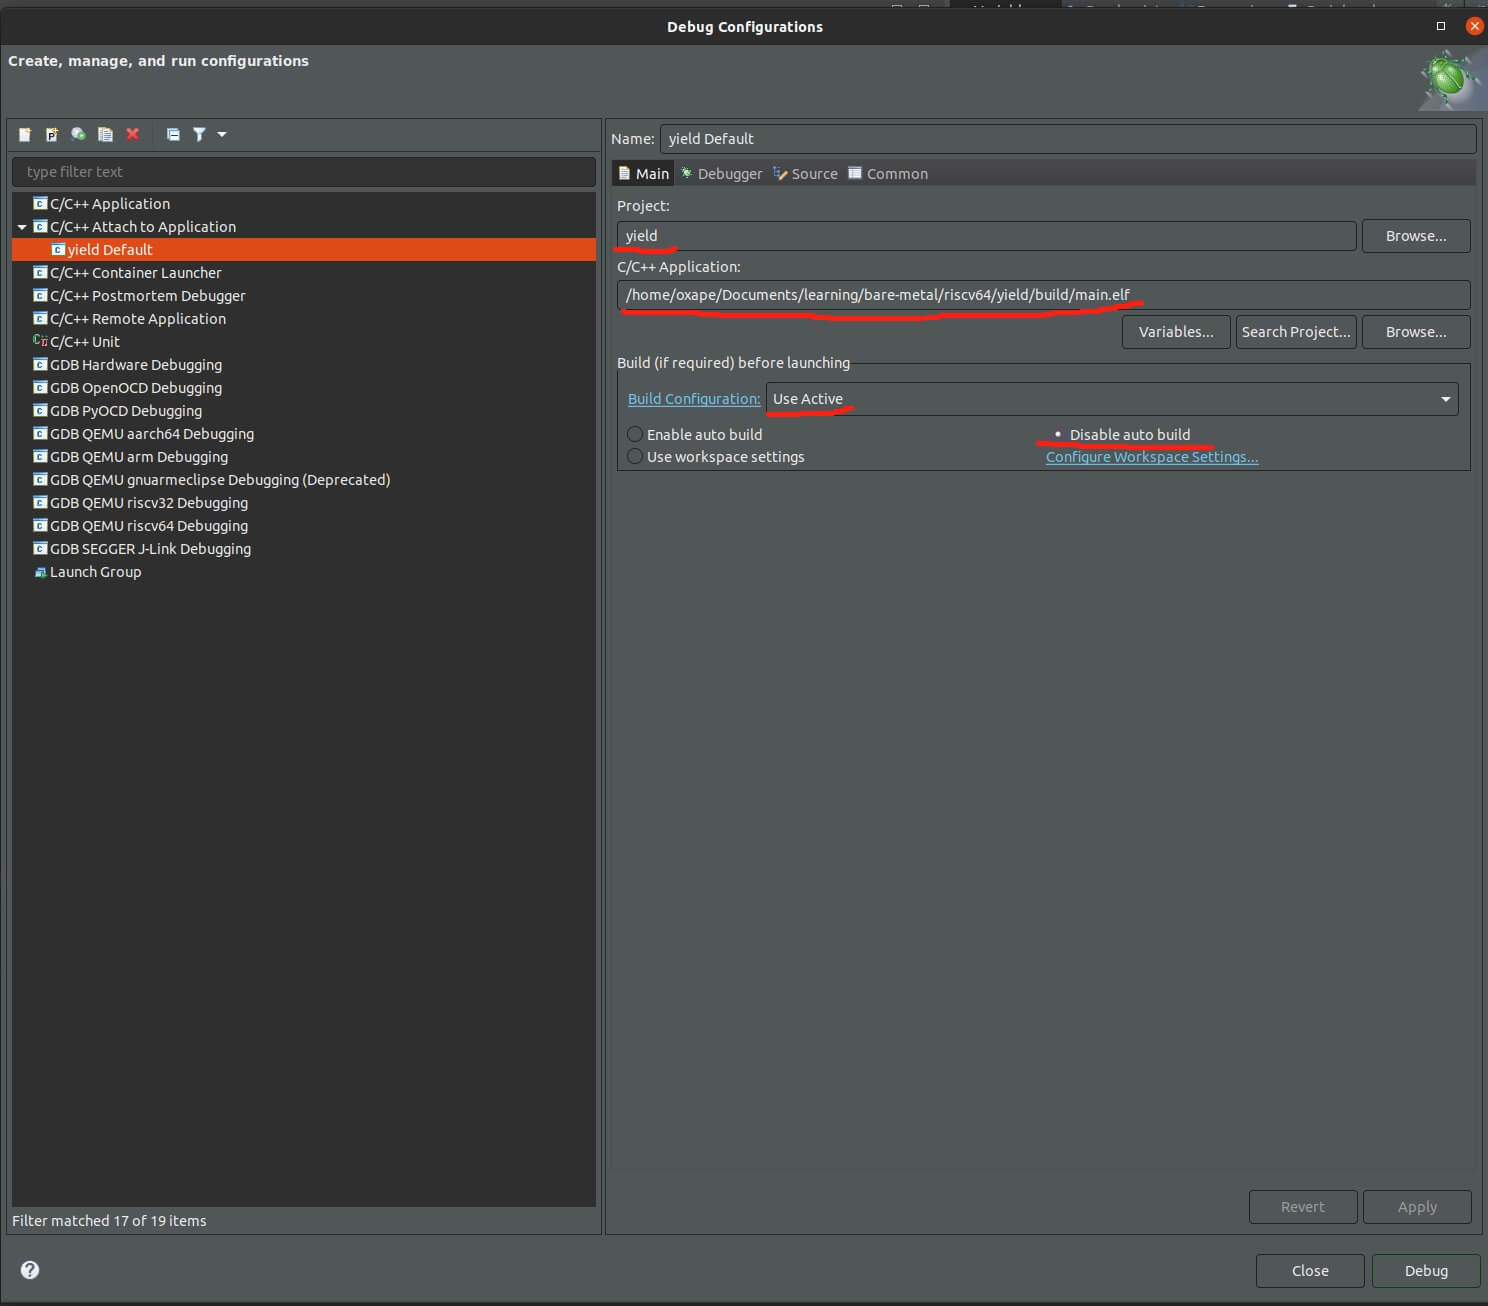 Debug Configurations
Create, manage, and run configurations
type filter text
C/C++ Application
C/C++ Attach to Application
yield Default
C/C++ Container Launcher
C/C++ Postmortem Debugger
C/C++ Remote Application
C/C++ Unit
GDB Hardware Debugging
GDB OpenOCD Debugging
GDB PyOCD Debugging
GDB QEMU aarch64 Debugging
GDB QEMU arm Debugging
GDB QEMU gnuarmeclipse Debugging (Deprecated)
GDB QEMU riscv32 Debugging
GDB QEMU riscv64 Debugging
GDB SEGGER J-Link Debugging
Launch Group
Filter matched 17 of 19 items
Name: yield Default
Main Debugger Source Common
Project:
yield Browse...
C/C++ Application:
/home/oxape/Documents/learning/bare-metal/riscv64/yield/build/main.elf
Variables... Search Project... Browse...
Build (if required) before launching
Build Configuration: Use Active
Enable auto build Disable auto build
Use workspace settings Configure Workspace Settings...
Revert Apply
Close Debug